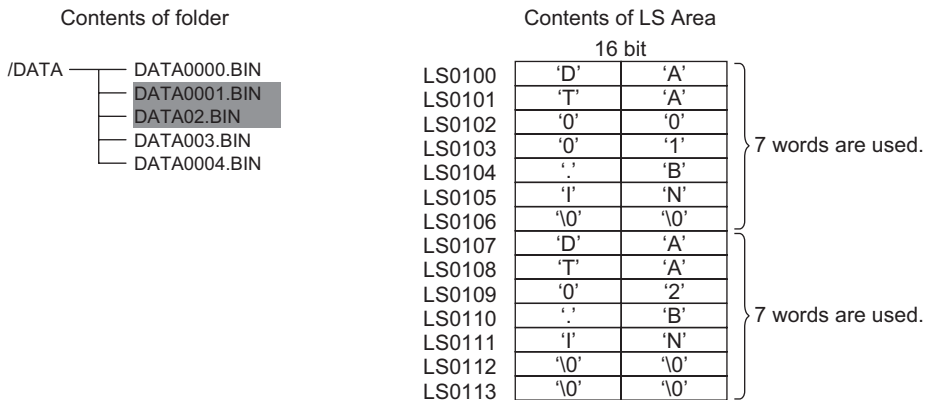 Contents of folder
/DATA
DATA0000.BIN
DATA0001.BIN
DATA02.BIN
DATA003.BIN
DATA0004.BIN
Contents of LS Area
16 bit
LS0100 ‘D’ ‘A’
LS0101 ‘T’ ‘A’
LS0102 ‘0’ ‘0’
LS0103 ‘0’ ‘1’
LS0104 ‘.’ ‘B’
LS0105 ‘I’ ‘N’
LS0106 ‘\0’ ‘\0’
7 words are used.
LS0107 ‘D’ ‘A’
LS0108 ‘T’ ‘A’
LS0109 ‘0’ ‘2’
LS0110 ‘.’ ‘B’
LS0111 ‘I’ ‘N’
LS0112 ‘\0’ ‘\0’
LS0113 ‘\0’ ‘\0’
7 words are used.